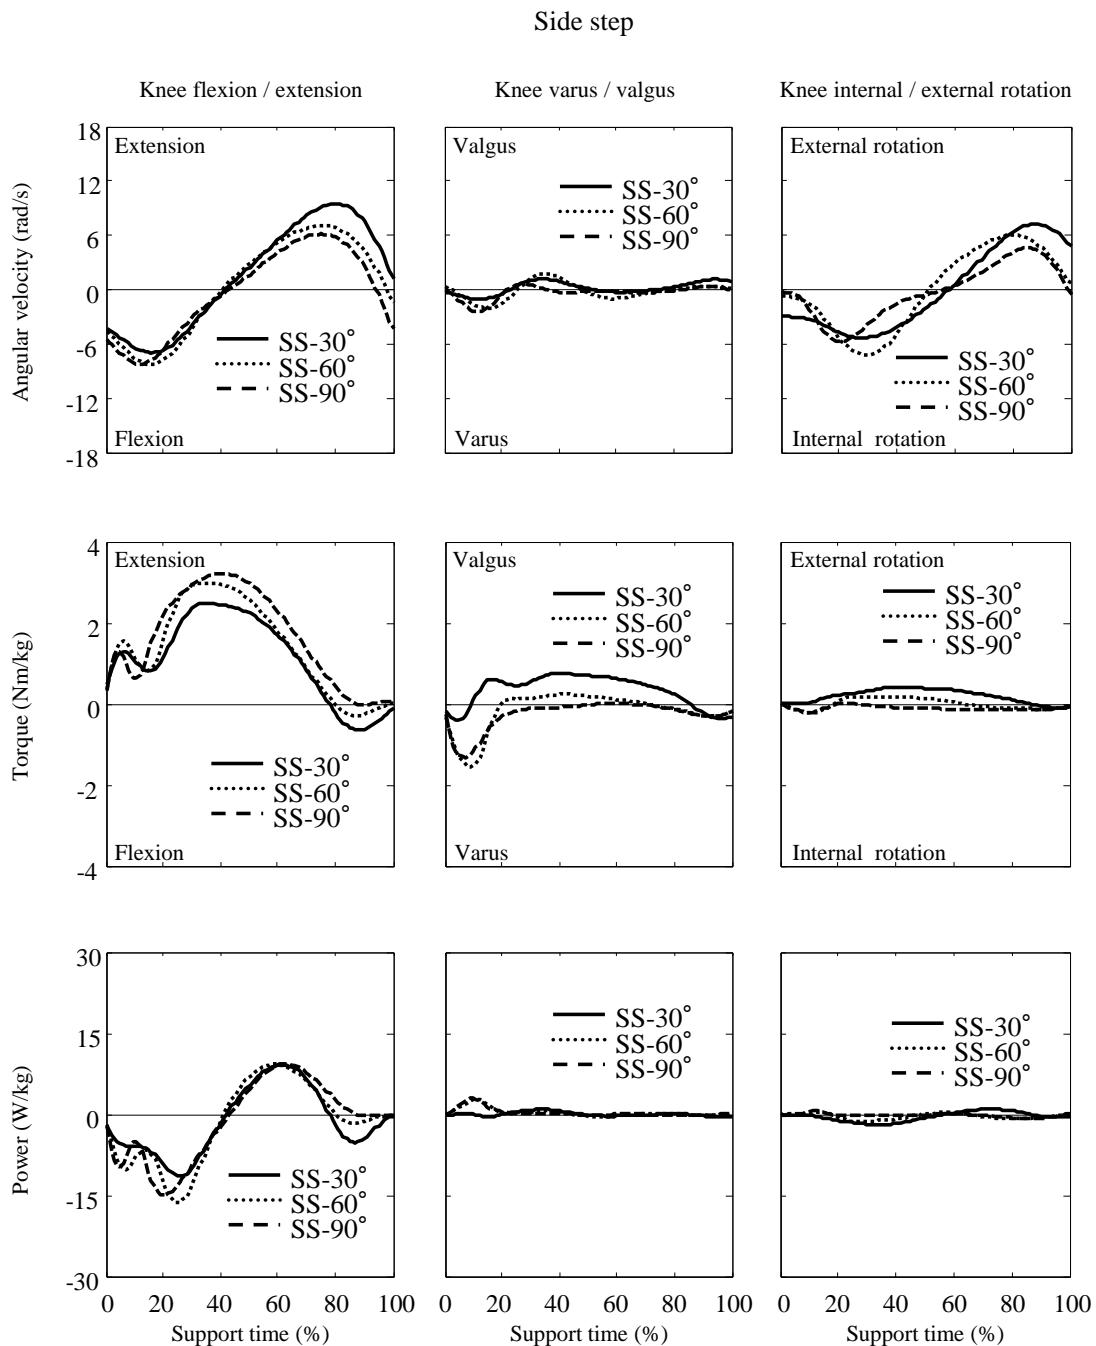 Side step
Knee flexion / extension
Knee varus / valgus
Knee internal / external rotation
Angular velocity (rad/s)
18
12
6
0
-6
-12
-18
Extension
SS-30°
SS-60°
SS-90°
Flexion
Valgus
SS-30°
SS-60°
SS-90°
Varus
External rotation
SS-30°
SS-60°
SS-90°
Internal rotation
Torque (Nm/kg)
4
2
0
-2
-4
Extension
SS-30°
SS-60°
SS-90°
Flexion
Valgus
SS-30°
SS-60°
SS-90°
Varus
External rotation
SS-30°
SS-60°
SS-90°
Internal rotation
Power (W/kg)
30
15
0
-15
-30
SS-30°
SS-60°
SS-90°
SS-30°
SS-60°
SS-90°
SS-30°
SS-60°
SS-90°
0 20 40 60 80 100
0 20 40 60 80 100
0 20 40 60 80 100
Support time (%)
Support time (%)
Support time (%)